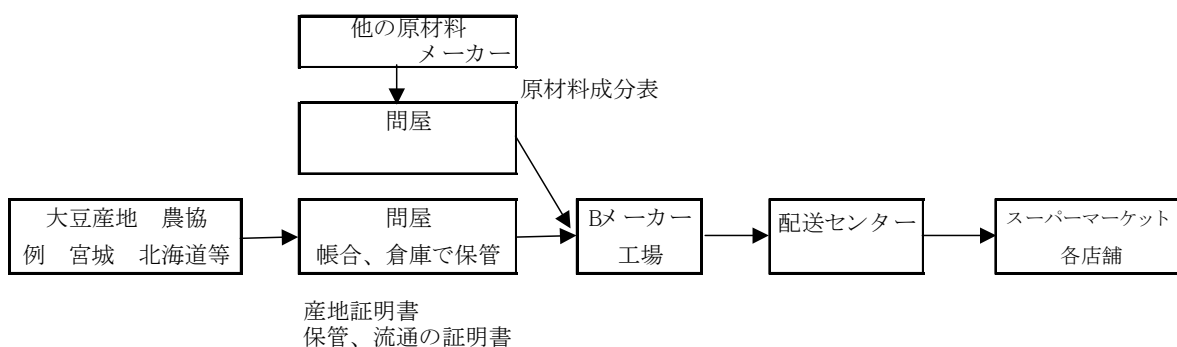 他の原材料
メーカー
原材料成分表
問屋
大豆産地　農協
例　宮城　北海道等
問屋
帳合、倉庫で保管
Bメーカー
工場
配送センター
スーパーマーケット
各店舗
産地証明書
保管、流通の証明書